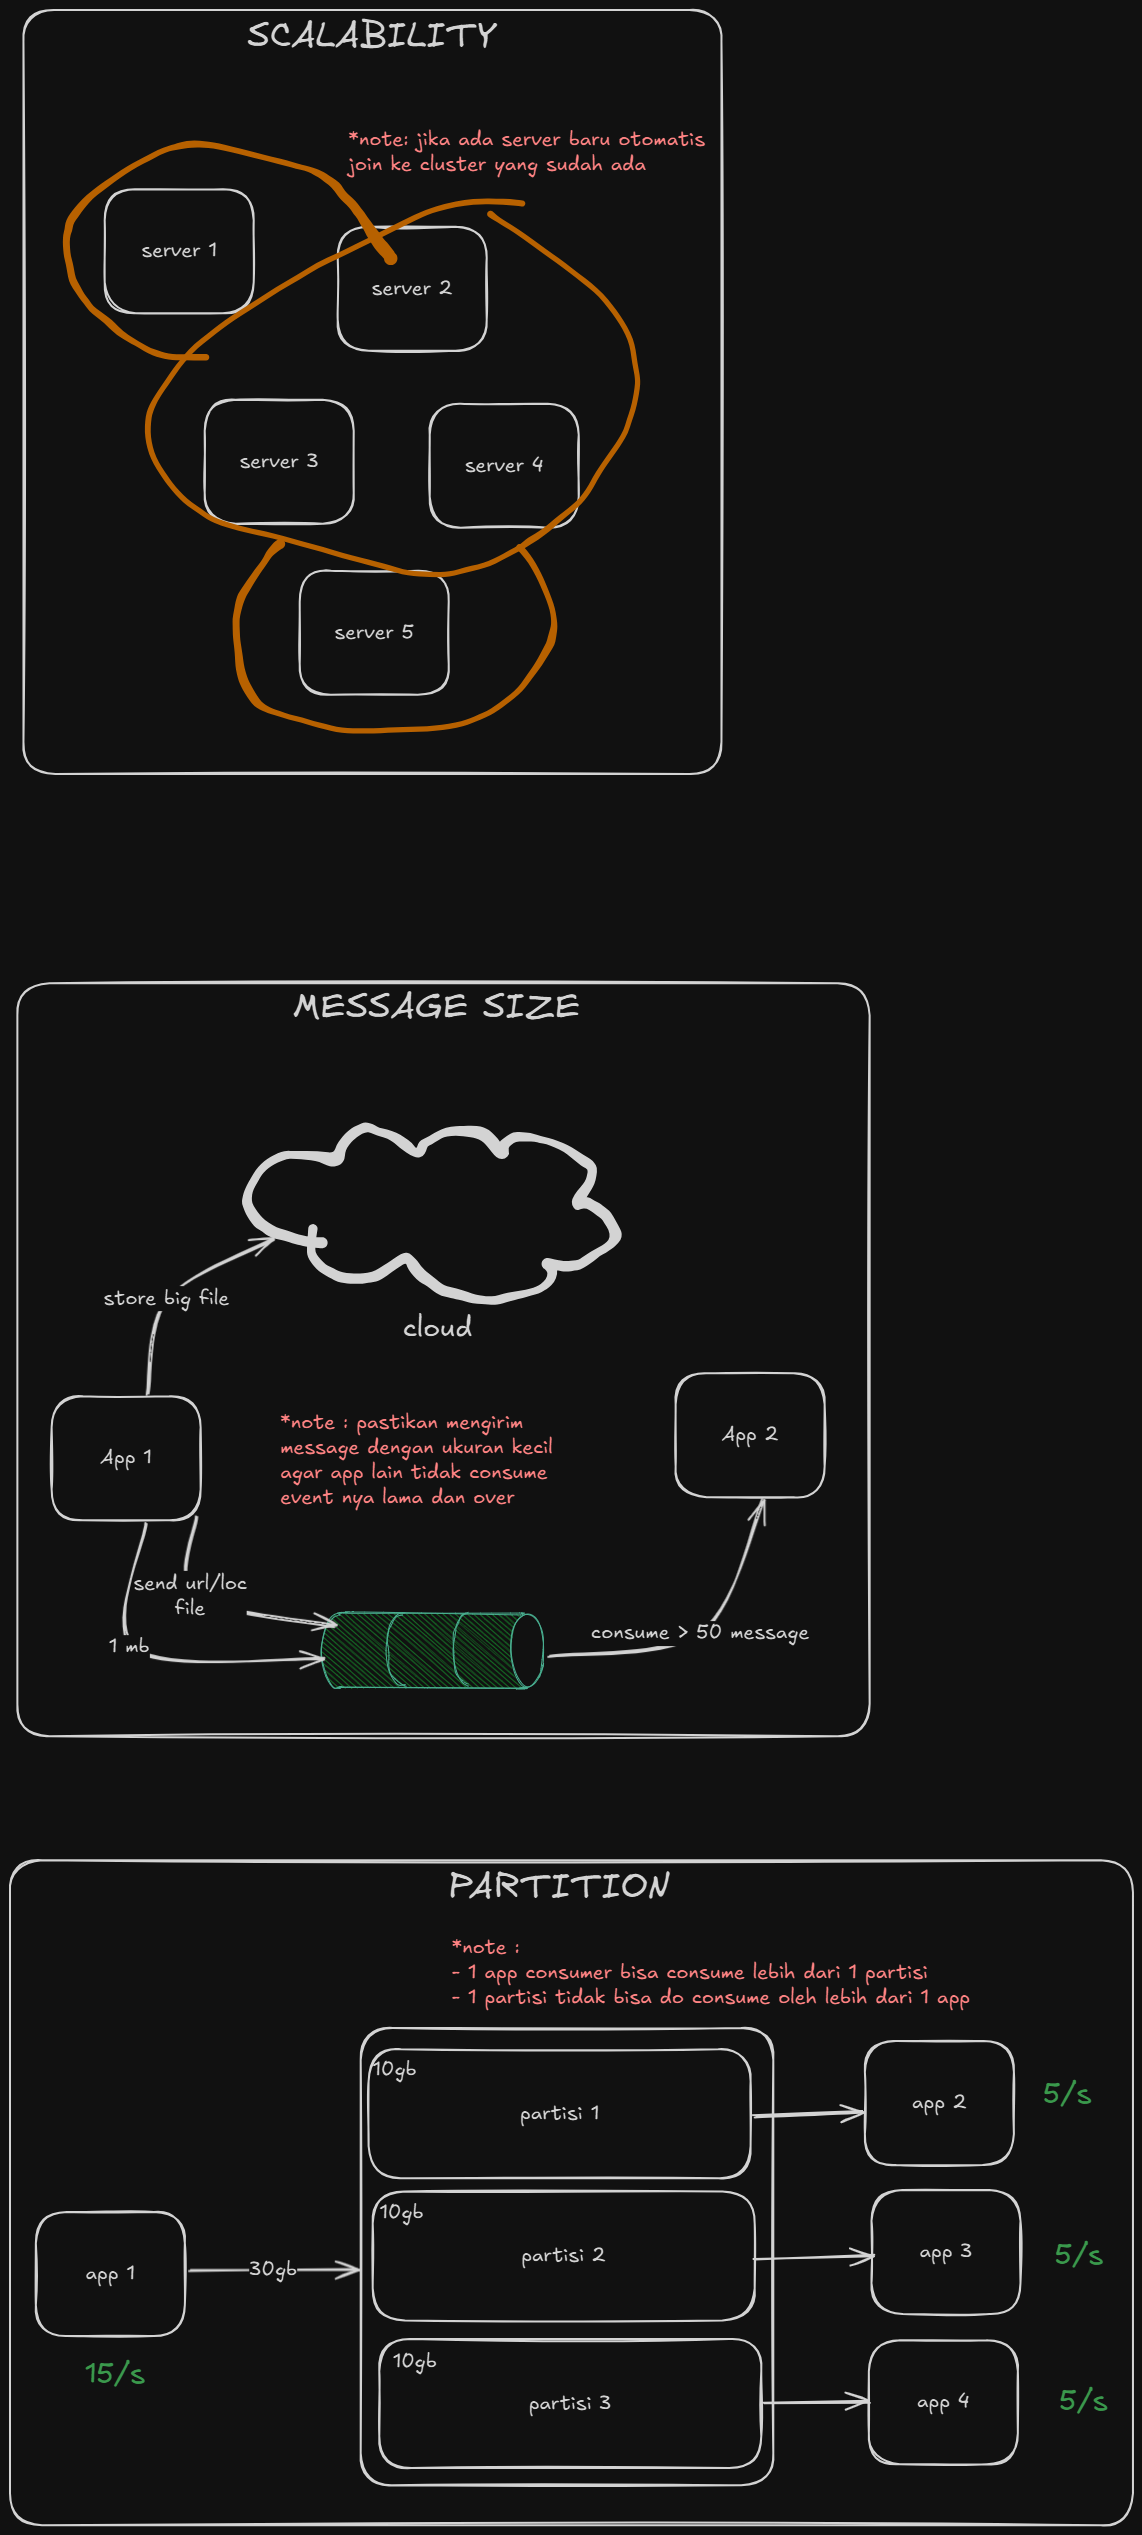 SCALABILITY
*note: jika ada server baru otomatis
join ke cluster yang sudah ada
server 1
server 2
server 3
server 4
server 5
MESSAGE SIZE
store big file
cloud
App 1
*note : pastikan mengirim
message dengan ukuran kecil
agar app lain tidak consume
event nya lama dan over
App 2
send url/loc
file
1 mb
consume > 50 message
PARTITION
*note :
- 1 app consumer bisa consume lebih dari 1 partisi
- 1 partisi tidak bisa do consume oleh lebih dari 1 app
10gb
partisi 1
app 2
5/s
10gb
partisi 2
app 3
5/s
app 1
30gb
15/s
10gb
partisi 3
app 4
5/s